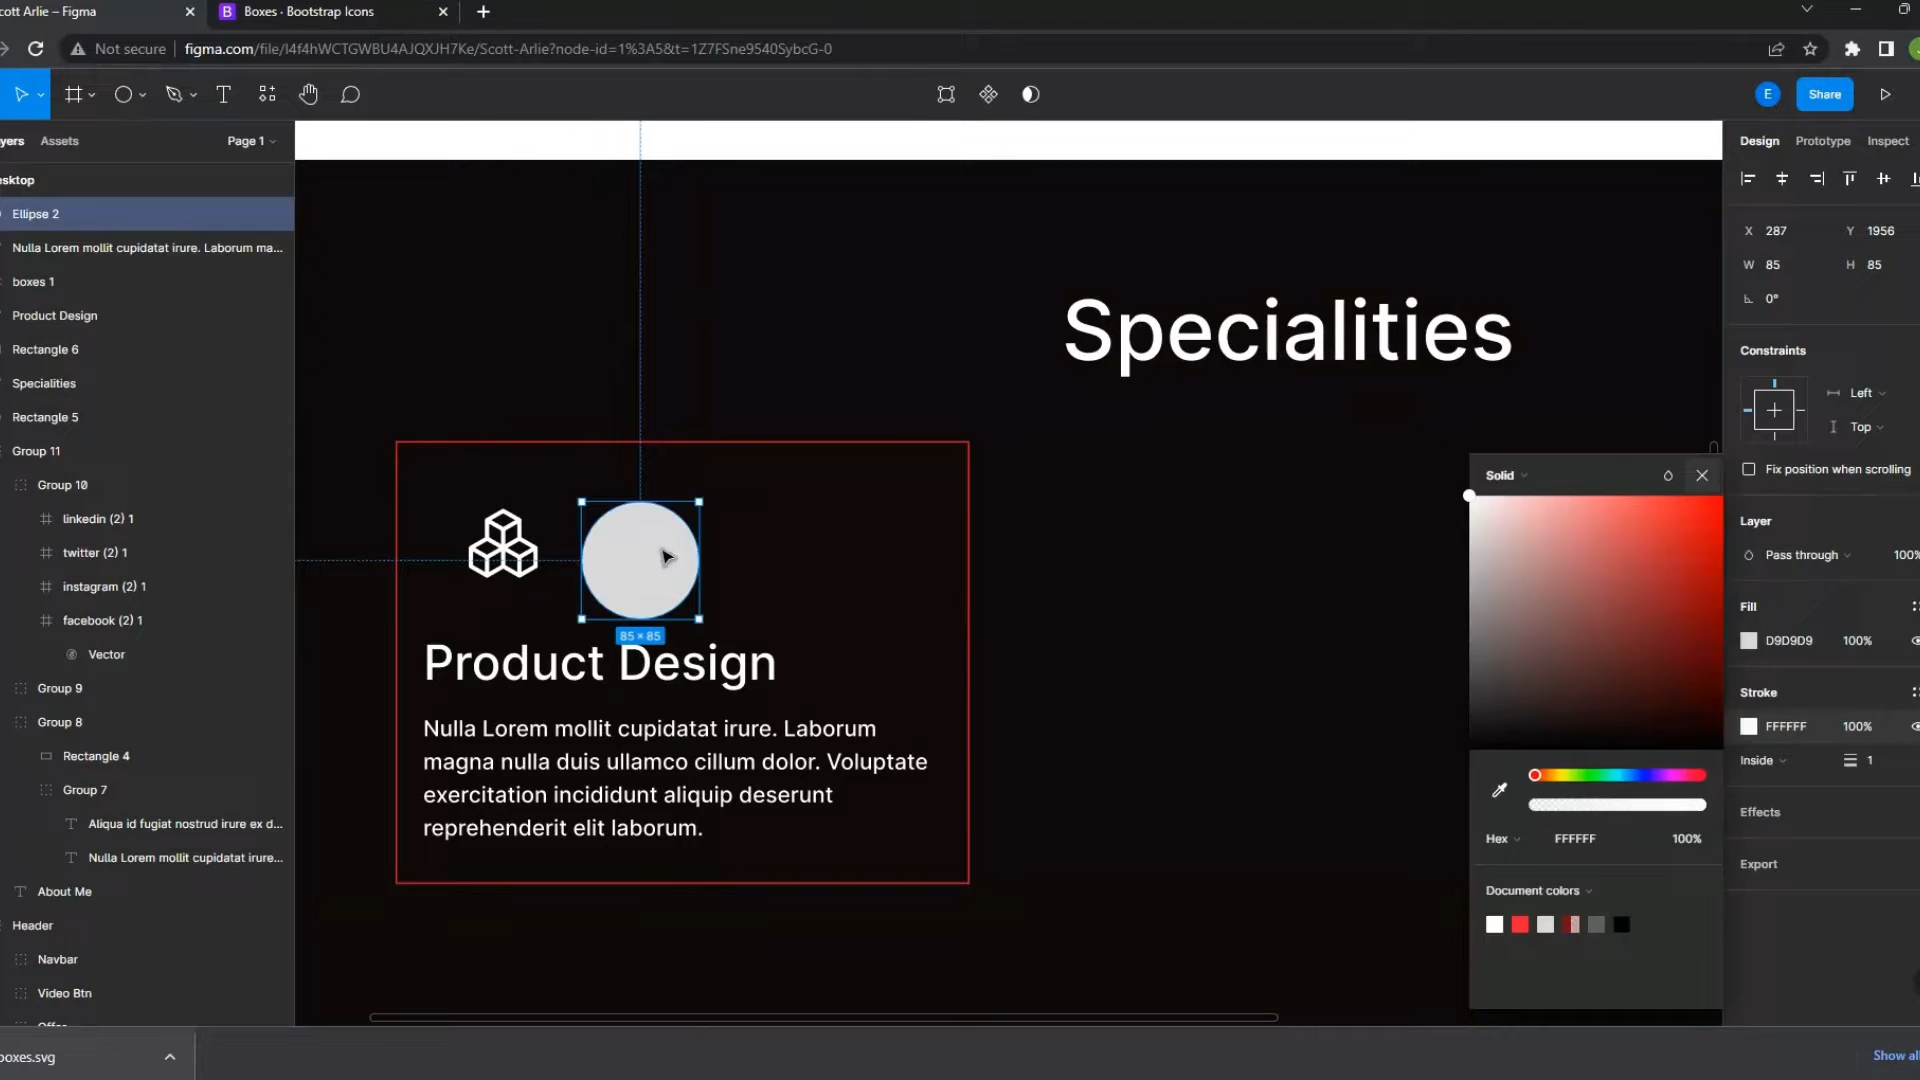 cott Arlie – Figma
B Boxes · Bootstrap Icons
Not secure figma.com/file/I4f4hWCTGWBU4AJQXJH7Ke/Scott-Arlie?node-id=1%3A5&t=1Z7FSne9540SybcG-0
E Share
yers Assets Page 1
Design Prototype Inspect
esktop
Ellipse 2
Nulla Lorem mollit cupidatat irure. Laborum ma...
boxes 1
Product Design
Rectangle 6
Specialities
Rectangle 5
Group 11
Group 10
linkedin (2) 1
twitter (2) 1
instagram (2) 1
facebook (2) 1
Vector
Group 9
Group 8
Rectangle 4
Group 7
Aliqua id fugiat nostrud irure ex d...
Nulla Lorem mollit cupidatat irure...
About Me
Header
Navbar
Video Btn
Specialities
85 × 85
Product Design
Nulla Lorem mollit cupidatat irure. Laborum
magna nulla duis ullamco cillum dolor. Voluptate
exercitation incididunt aliquip deserunt
reprehenderit elit laborum.
Solid
Hex FFFFFF 100%
Document colors
X 287 Y 1956
W 85 H 85
0°
Constraints
Left
Top
Fix position when scrolling
Layer
Pass through 100%
Fill
D9D9D9 100%
Stroke
FFFFFF 100%
Inside 1
Effects
Export
boxes.svg
Show all